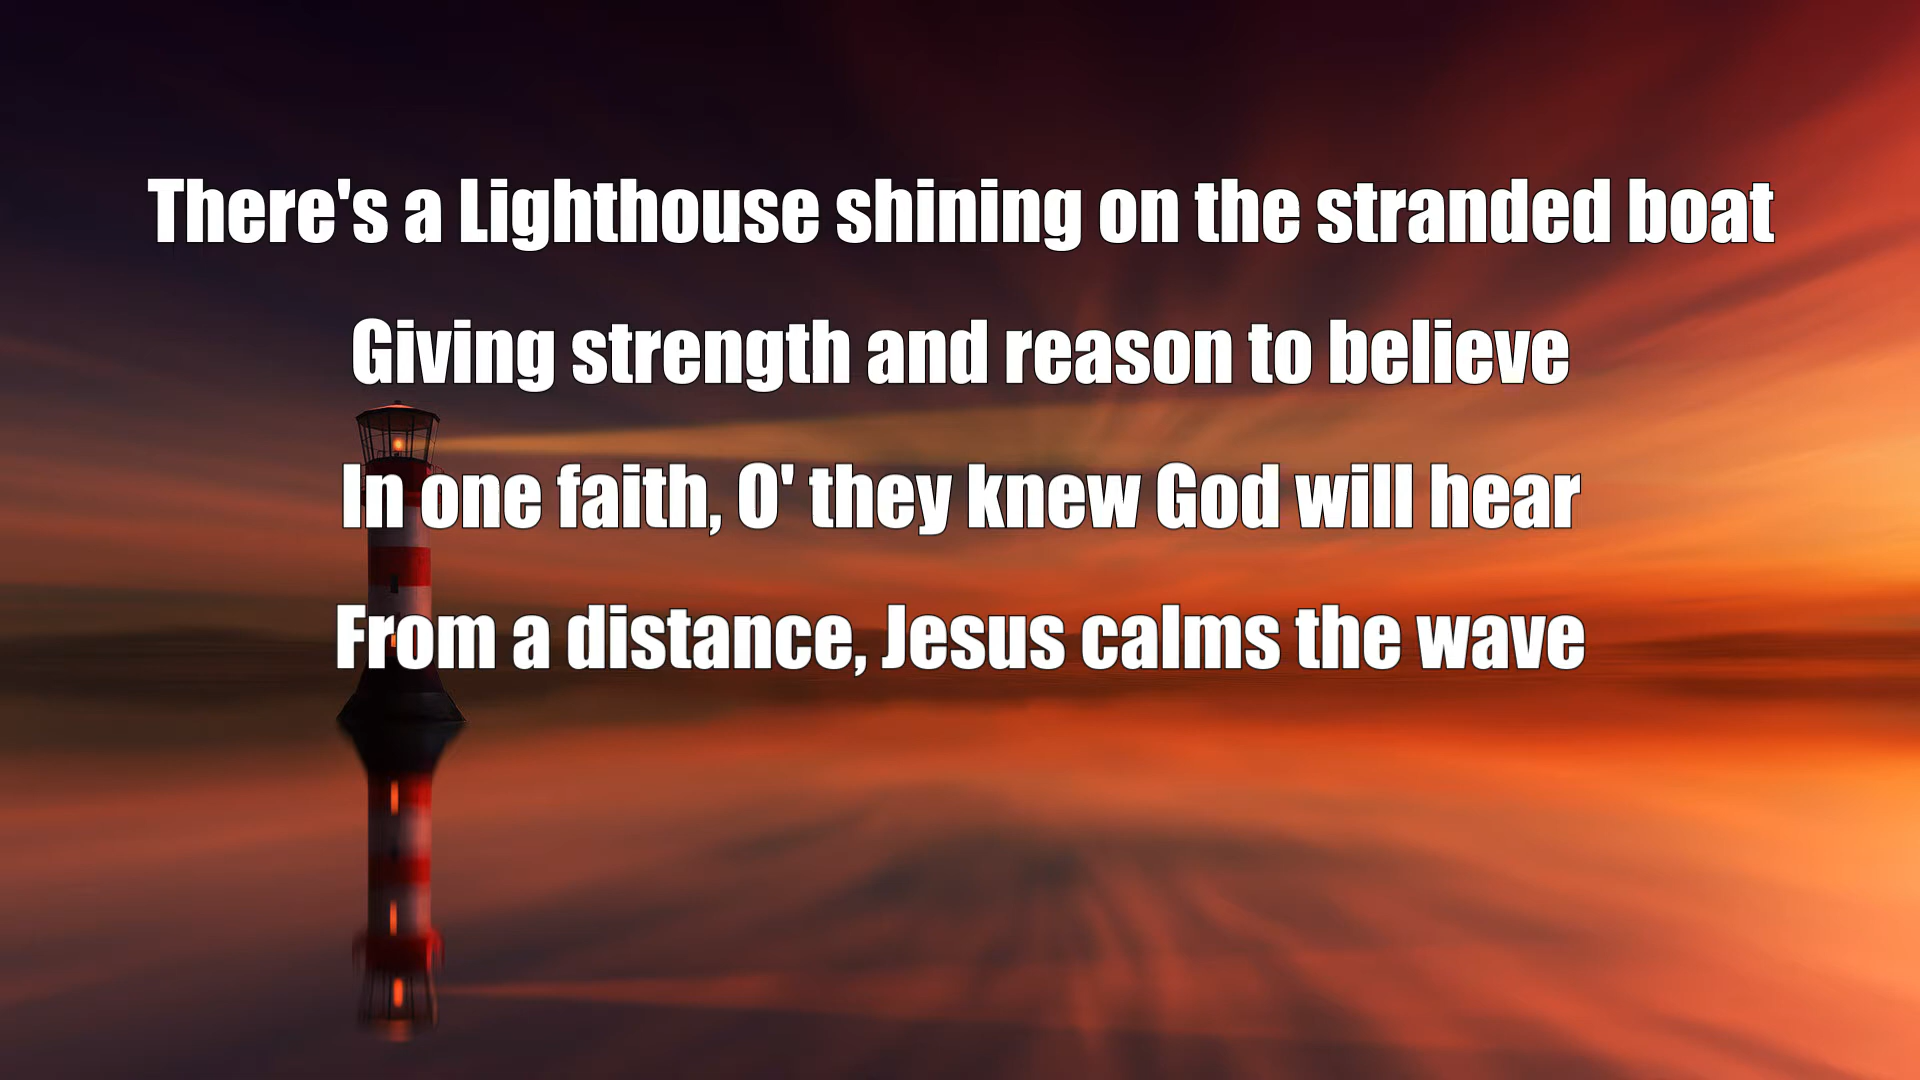 There's a Lighthouse shining on the stranded boat
Giving strength and reason to believe
In one faith, O' they knew God will hear
From a distance, Jesus calms the wave